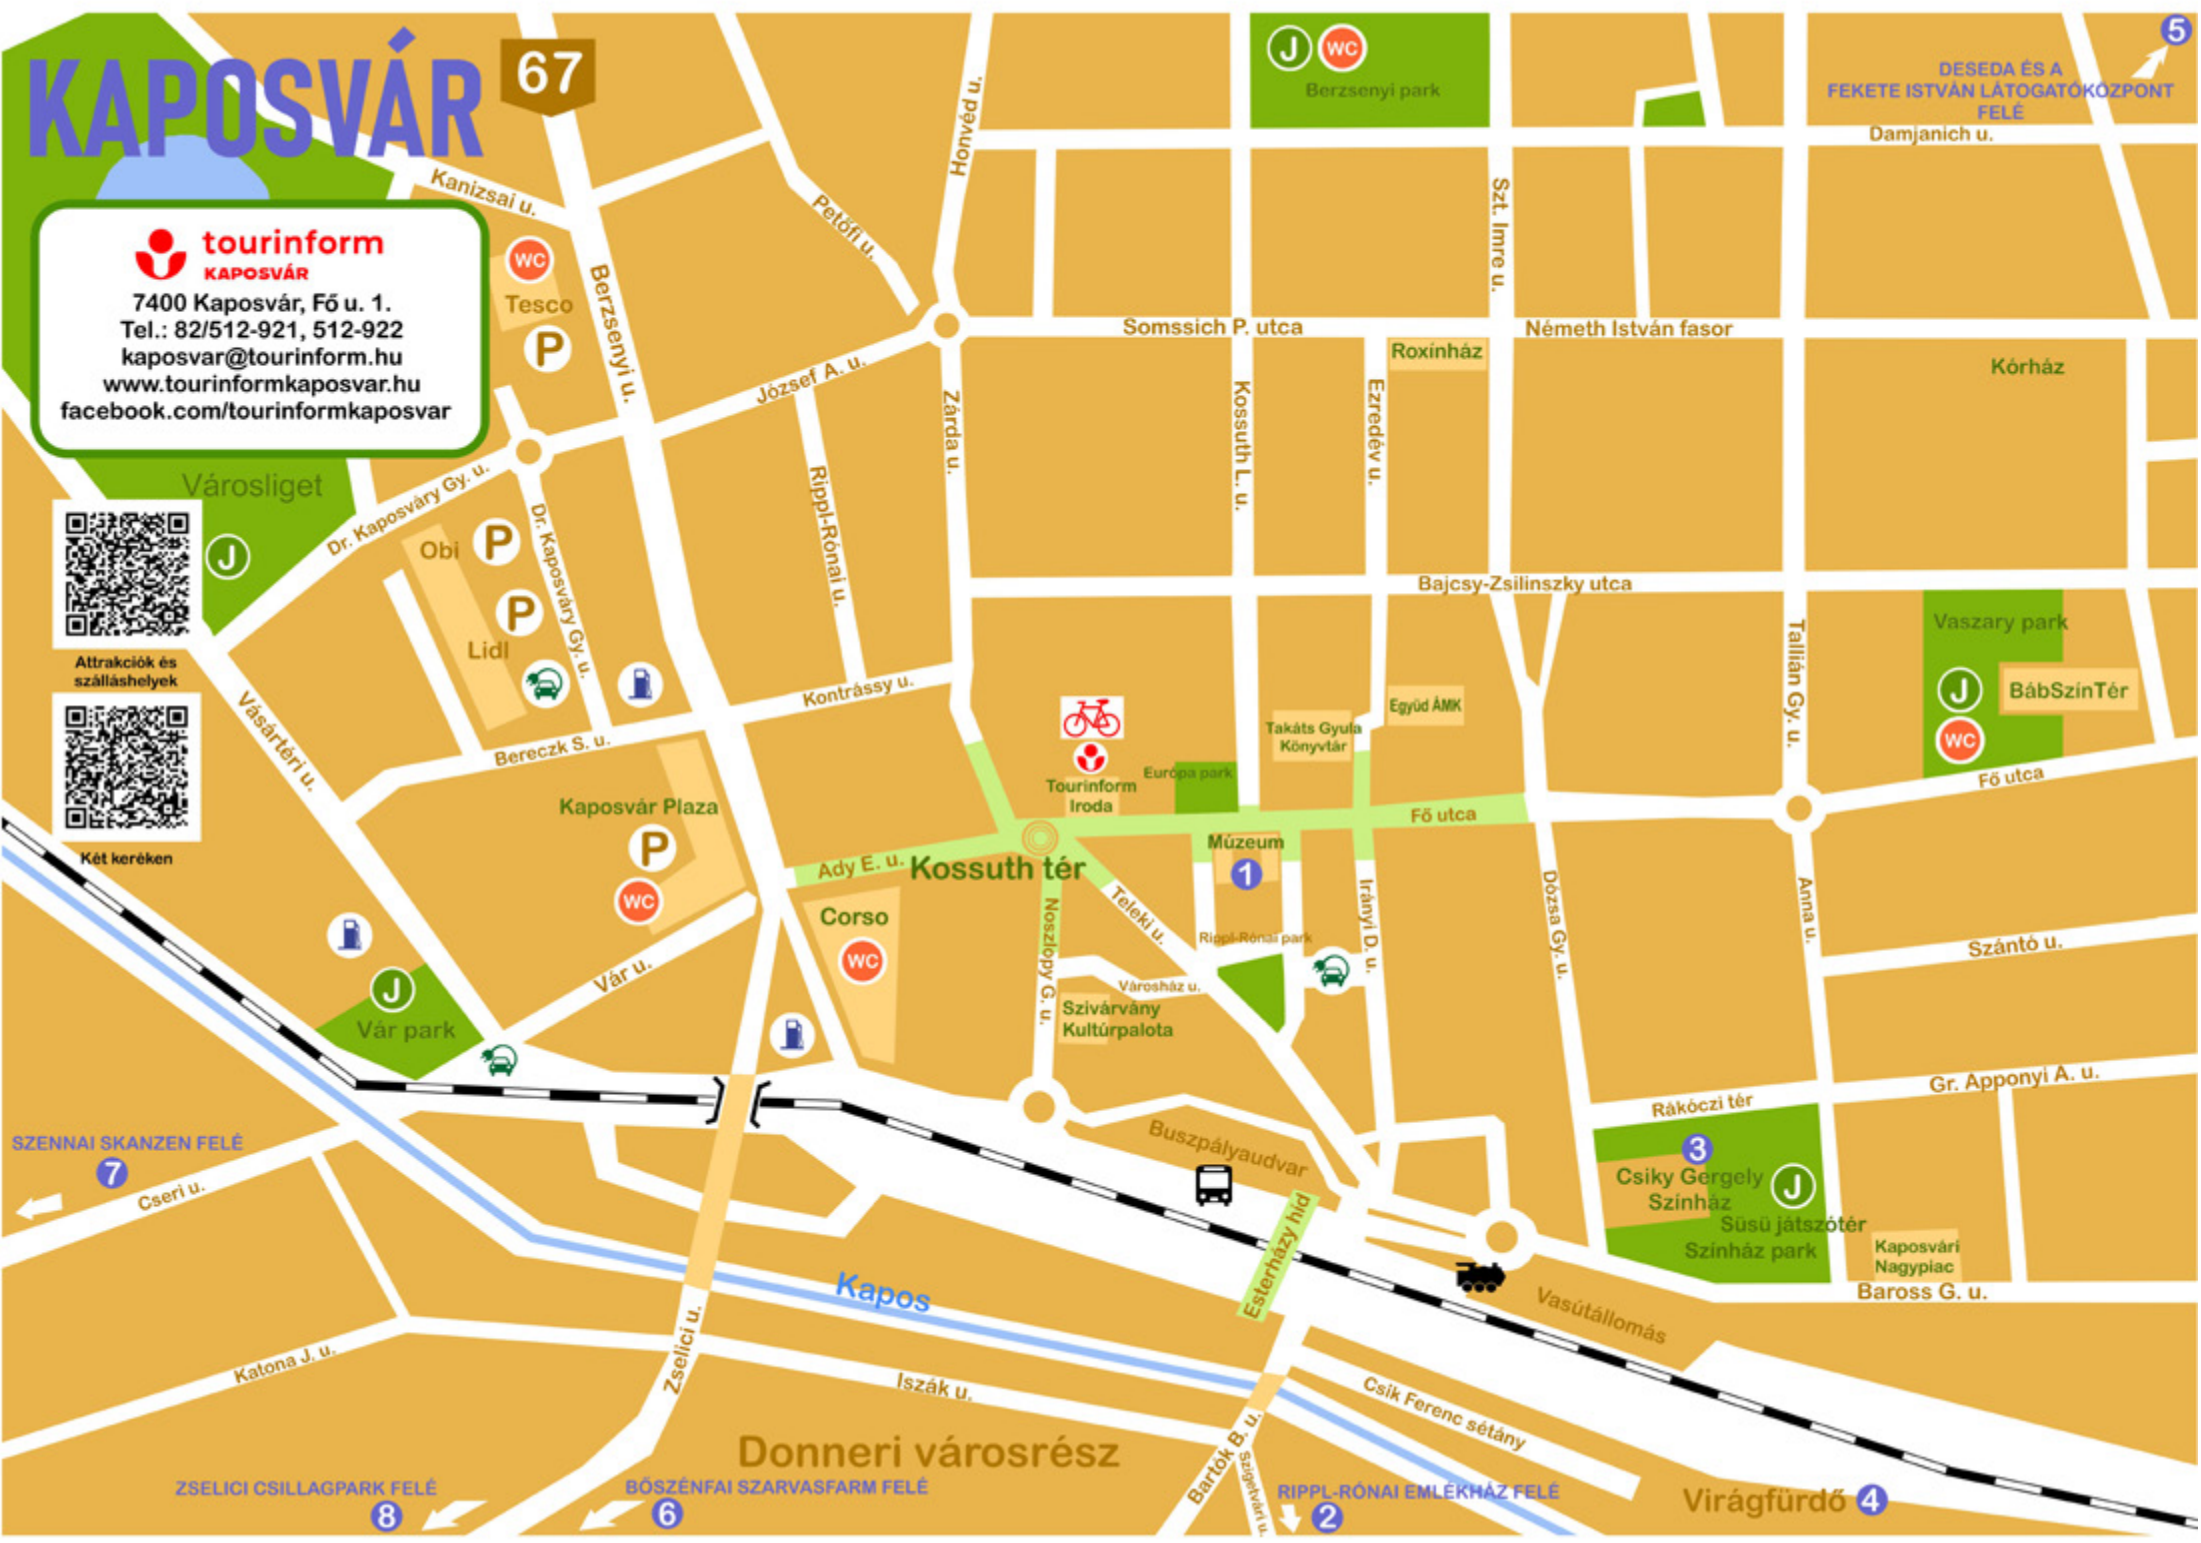 KAPOSVÁR
67
tourinform
KAPOSVÁR
7400 Kaposvár, Fő u. 1.
Tel.: 82/512-921, 512-922
kaposvar@tourinform.hu
www.tourinformkaposvar.hu
facebook.com/tourinformkaposvar
Attrakciók és
szálláshelyek
Két keréken
J
WC
Berzsenyi park
5
DESEDA ÉS A
FEKETE ISTVÁN LÁTOGATÓKÖZPONT
FELÉ
Damjanich u.
Kanizsai u.
Honvéd u.
Petőfi u.
Szt. Imre u.
WC
Tesco
P
Berzsenyi u.
József A. u.
Somssich P. utca
Németh István fasor
Roxínház
Kórház
Zárda u.
Kossuth L. u.
Ezredév u.
Városliget
J
Dr. Kaposváry Gy. u.
Obi
P
P
Lidl
Dr. Kaposváry Gy. u.
Rippl-Rónai u.
Bajcsy-Zsilinszky utca
Tallián Gy. u.
Vaszary park
J
WC
BábSzínTér
Vásártéri u.
Bereczk S. u.
Kontrássy u.
Együd ÁMK
Takáts Gyula
Könyvtár
Európa park
Tourinform
Iroda
Fő utca
Fő utca
Kaposvár Plaza
P
WC
Ady E. u.
Kossuth tér
Múzeum
1
Corso
WC
Noszlopy G. u.
Teleki u.
Rippl-Rónai park
Irányi D. u.
Dózsa Gy. u.
Anna u.
Szántó u.
Vár u.
J
Vár park
Városház u.
Szivárvány
Kultúrpalota
Gr. Apponyi A. u.
Rákóczi tér
Buszpályaudvar
3
Csiky Gergely
Színház
J
Süsü játszótér
Színház park
Kaposvári
Nagypiac
Baross G. u.
SZENNAI SKANZEN FELÉ
7
Cseri u.
Esterházy híd
Kapos
Vasútállomás
Zselici u.
Katona J. u.
Iszák u.
Csik Ferenc sétány
Donneri városrész
Bartók B. u.
Szigetvári u.
ZSELICI CSILLAGPARK FELÉ
8
BŐSZÉNFAI SZARVASFARM FELÉ
6
RIPPL-RÓNAI EMLÉKHÁZ FELÉ
2
Virágfürdő 4